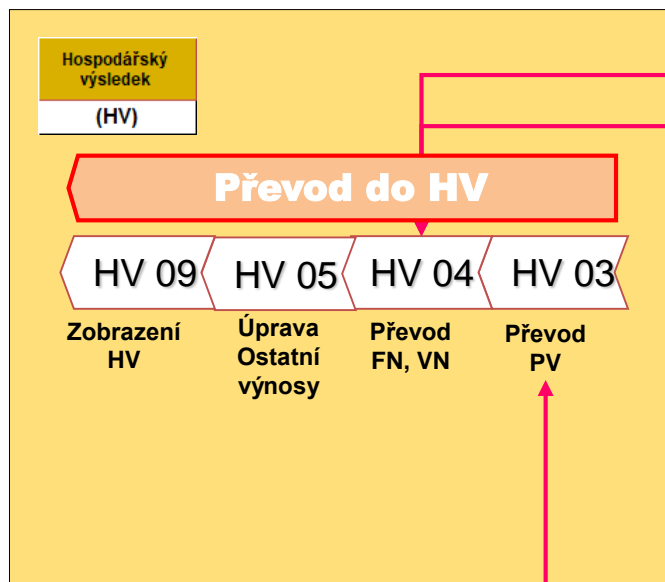 Hospodářský
výsledek
(HV)
Převod do HV
HV 09
HV 05
HV 04
HV 03
Zobrazení
HV
Úprava
Ostatní
výnosy
Převod
FN, VN
Převod
PV